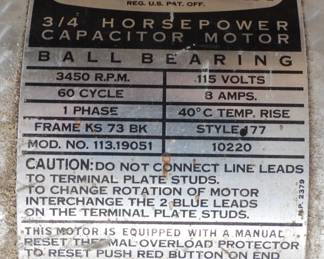 REG. U.S. PAT. OFF.
3/4 HORSEPOWER
CAPACITOR MOTOR
BALL BEARING
3450 R.P.M. 115 VOLTS
60 CYCLE 8 AMPS.
1 PHASE 40°C TEMP. RISE
FRAME KS 73 BK STYLE J77
MOD. NO. 113.19051 10220
CAUTION: DO NOT CONNECT LINE LEADS
TO TERMINAL PLATE STUDS.
TO CHANGE ROTATION OF MOTOR
INTERCHANGE THE 2 BLUE LEADS
ON THE TERMINAL PLATE STUDS.
N.P. 2379
THIS MOTOR IS EQUIPPED WITH A MANUAL
RESET THERMAL OVERLOAD PROTECTOR
TO RESET PUSH RED BUTTON ON END